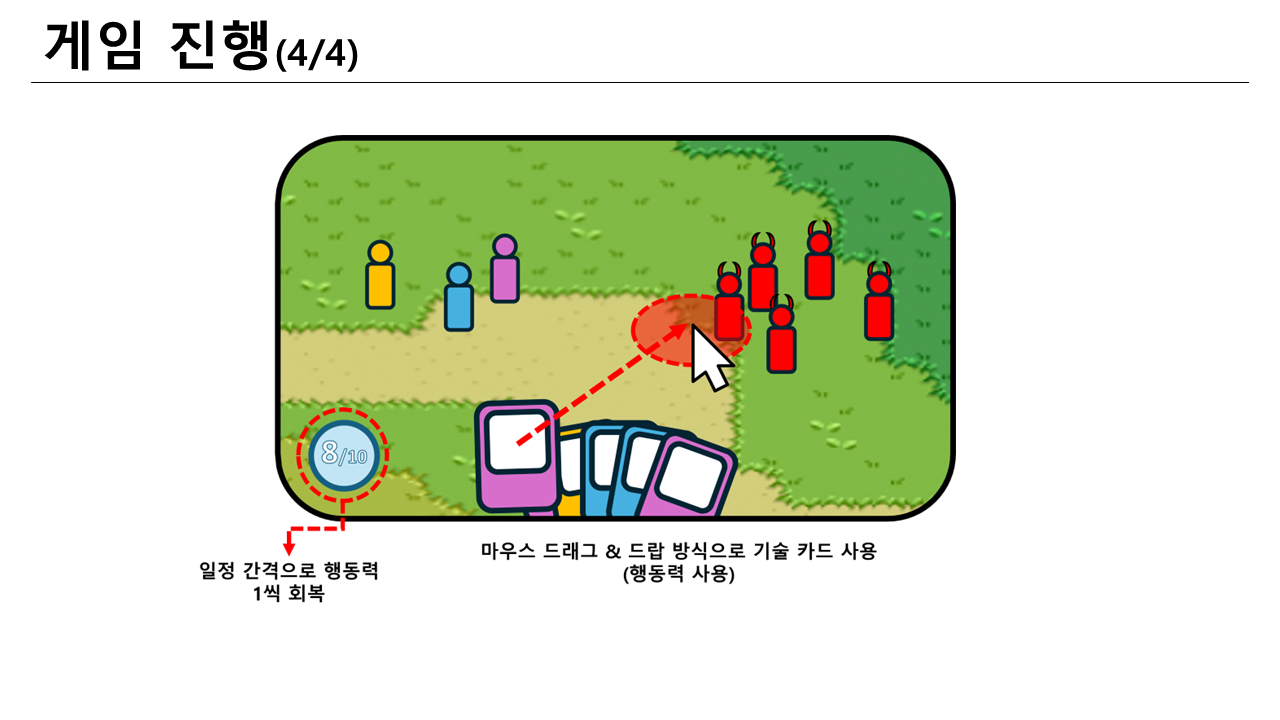 게임 진행(4/4)
8/10
마우스 드래그 & 드랍 방식으로 기술 카드 사용
(행동력 사용)
일정 간격으로 행동력
1씩 회복